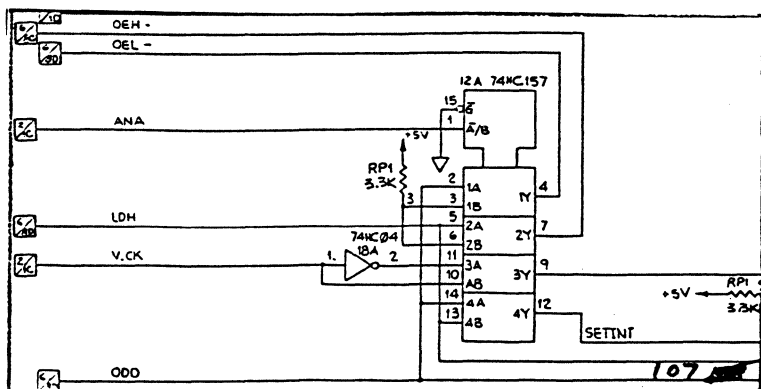 OEH -
OEL -
12A 74HC157
15 G
1 A/B
ANA
+5V
RP1
3.3K
2 1A 1Y 4
3 3 1B
LDH
5 2A 2Y 7
6 2B
74HC04
18A
V.CK
1. 2
11 3A 3Y 9
10 AB
+5V
RP1
3.3K
14 4A 4Y 12
13 4B
SETINT
107
ODD